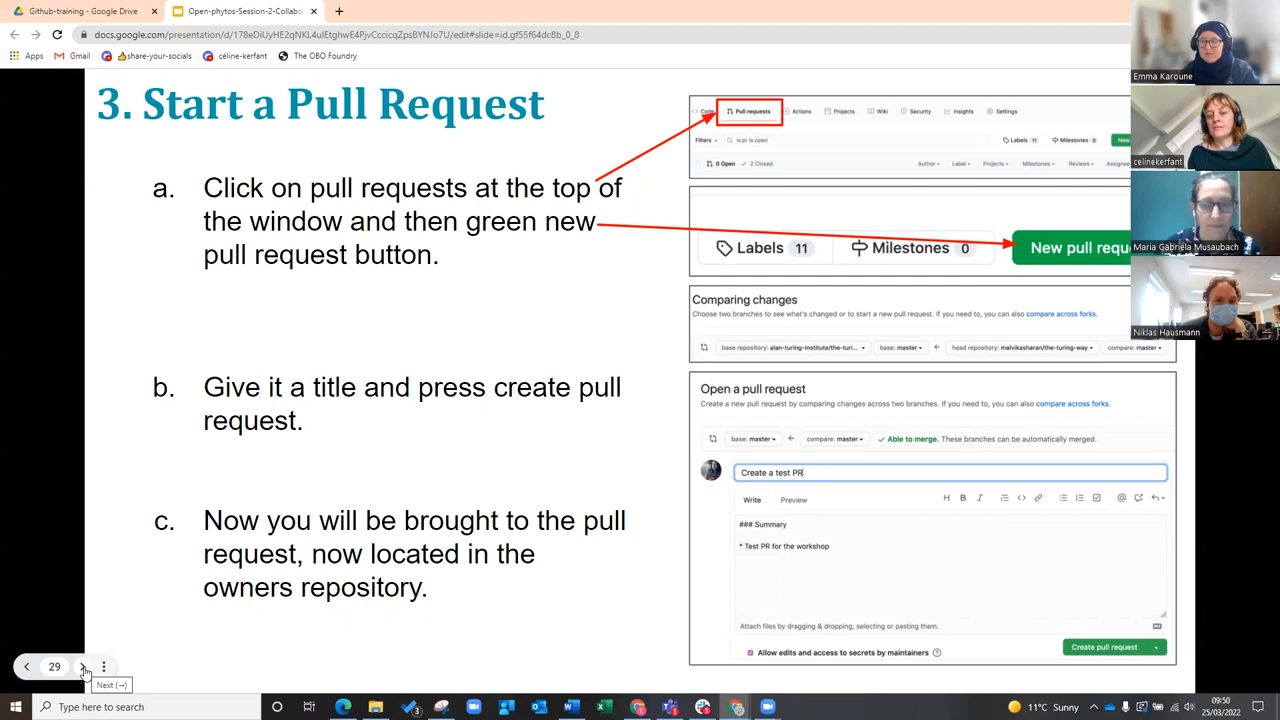 Github-training - Google Drive
Open-phytos-Session-2-Collabo
docs.google.com/presentation/d/178eDiUyHE2qNKL4uIEtghwE4PjvCccicqZpsBYNJo7U/edit#slide=id.gf55f64dc8b_0_8
Apps
Gmail
👍share-your-socials
céline-kerfant
The OBO Foundry
Emma Karoune
celinekerfant
Maria Gabriela Musaubach
Niklas Hausmann
3. Start a Pull Request
a. Click on pull requests at the top of
the window and then green new
pull request button.
b. Give it a title and press create pull
request.
c. Now you will be brought to the pull
request, now located in the
owners repository.
Code Pull requests Actions Projects Wiki Security Insights Settings
Filters is:pr is:open Labels 11 Milestones 0 New
0 Open 2 Closed Author Label Projects Milestones Reviews Assignee
Labels 11 Milestones 0 New pull requ
Comparing changes
Choose two branches to see what's changed or to start a new pull request. If you need to, you can also compare across forks.
base repository: alan-turing-institute/the-turi... base: master head repository: malvikasharan/the-turing-way compare: master
Open a pull request
Create a new pull request by comparing changes across two branches. If you need to, you can also compare across forks.
base: master compare: master Able to merge. These branches can be automatically merged.
Create a test PR
Write Preview
### Summary
* Test PR for the workshop
Attach files by dragging & dropping, selecting or pasting them.
Allow edits and access to secrets by maintainers
Create pull request
29
Next (→)
Type here to search
11°C Sunny
09:50
25/03/2022